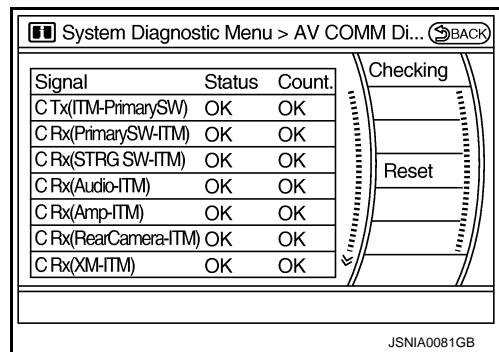 System Diagnostic Menu > AV COMM Di... BACK
Checking
Signal Status Count.
C Tx(ITM-PrimarySW) OK OK
C Rx(PrimarySW-ITM) OK OK
C Rx(STRG SW-ITM) OK OK
Reset
C Rx(Audio-ITM) OK OK
C Rx(Amp-ITM) OK OK
C Rx(RearCamera-ITM) OK OK
C Rx(XM-ITM) OK OK
JSNIA0081GB